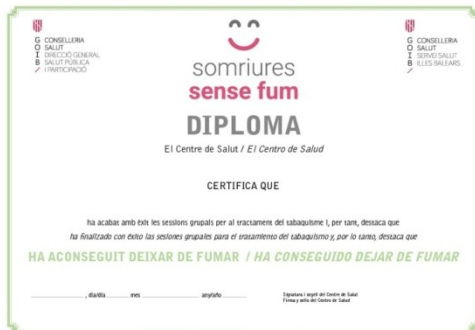 G CONSELLERIA
O SALUT
I DIRECCIÓ GENERAL
B SALUT PÚBLICA
/ I PARTICIPACIÓ
G CONSELLERIA
O SALUT
I SERVEI SALUT
B ILLES BALEARS
/
somriures
sense fum
DIPLOMA
El Centre de Salut / El Centro de Salud
CERTIFICA QUE
ha acabat amb èxit les sessions grupals per al tractament del tabaquisme i, per tant, destaca que
ha finalizado con éxito las sesiones grupales para el tratamiento del tabaquismo y, por lo tanto, destaca que
HA ACONSEGUIT DEIXAR DE FUMAR / HA CONSEGUIDO DEJAR DE FUMAR
, dia/día mes any/año
Signatura i segell del Centre de Salut
Firma y sello del Centro de Salud